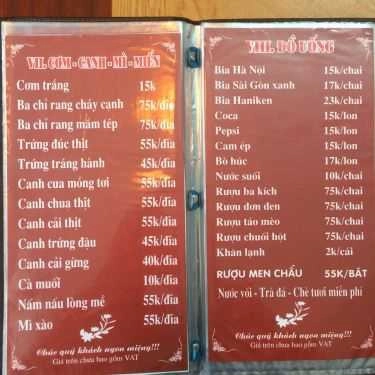 VII. CƠM - CANH - MÌ - MIẾN
Cơm trắng 15k
Ba chỉ rang cháy cạnh 75k/đĩa
Ba chỉ rang mắm tép 75k/đĩa
Trứng đúc thịt 55k/đĩa
Trứng tráng hành 45k/đĩa
Canh cua mồng tơi 55k/đĩa
Canh chua thịt 55k/đĩa
Canh cải thịt 55k/đĩa
Canh trứng đậu 45k/đĩa
Canh cải gừng 40k/đĩa
Cà muối 10k/đĩa
Nấm nấu lòng mề 55k/đĩa
Mì xào 55k/đĩa
Chúc quý khách ngon miệng!!!
Giá trên chưa bao gồm VAT
VIII. ĐỒ UỐNG
Bia Hà Nội 15k/chai
Bia Sài Gòn xanh 17k/chai
Bia Haniken 23k/chai
Coca 15k/lon
Pepsi 15k/lon
Cam ép 15k/lon
Bò húc 17k/lon
Nước suối 10k/chai
Rượu ba kích 75k/chai
Rượu đơn đen 75k/chai
Rượu táo mèo 75k/chai
Rượu chuối hột 75k/chai
Khăn lạnh 2k/cái
RƯỢU MEN CHẤU 55K/BÁT
Nước vối - Trà đá - Chè tươi miễn phí
Chúc quý khách ngon miệng!!!
Giá trên chưa bao gồm VAT